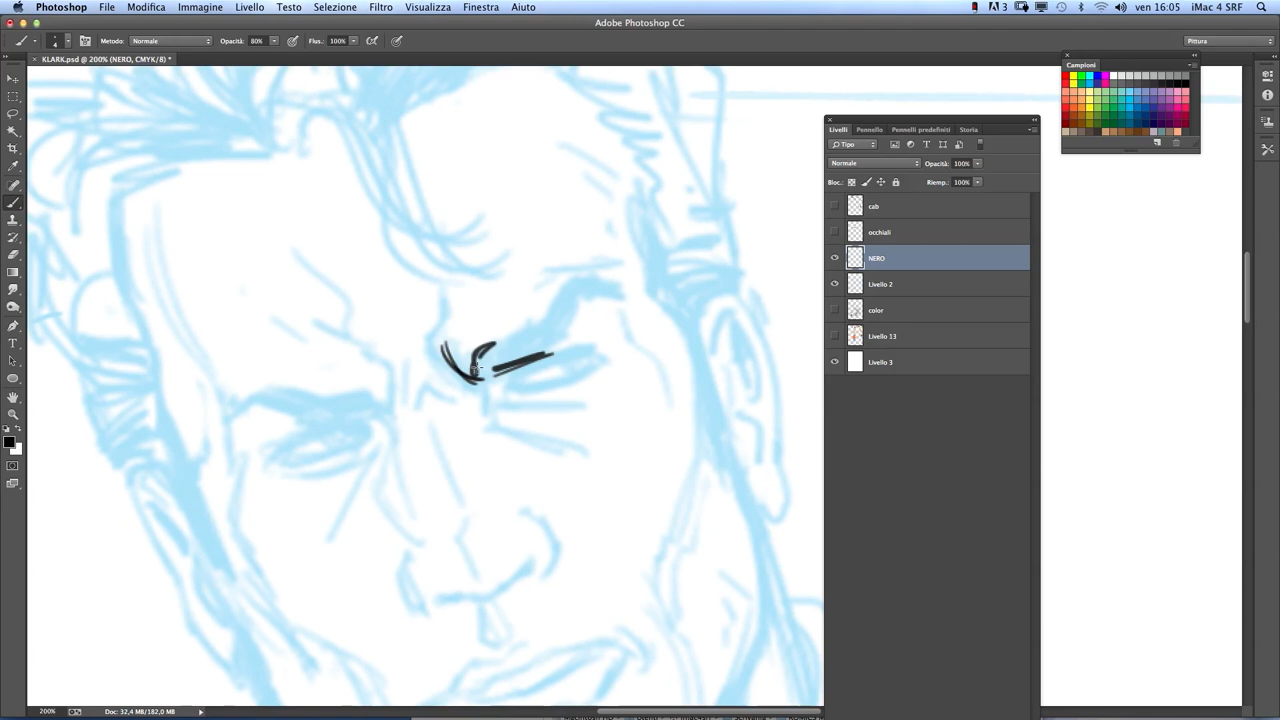 Photoshop File Modifica Immagine Livello Testo Selezione Filtro Visualizza Finestra Aiuto 3 ven 16:05 iMac 4 SRF
Adobe Photoshop CC
4 Metodo: Normale Opacità: 80% Flus.: 100% Pittura
× KLARK.psd @ 200% (NERO, CMYK/8) *
Campioni
Livelli Pennello Pennelli predefiniti Storia
Tipo
Normale Opacità: 100%
Bloc.: Riemp.: 100%
cab
occhiali
NERO
Livello 2
color
Livello 13
Livello 3
200% Doc: 32,4 MB/182,0 MB